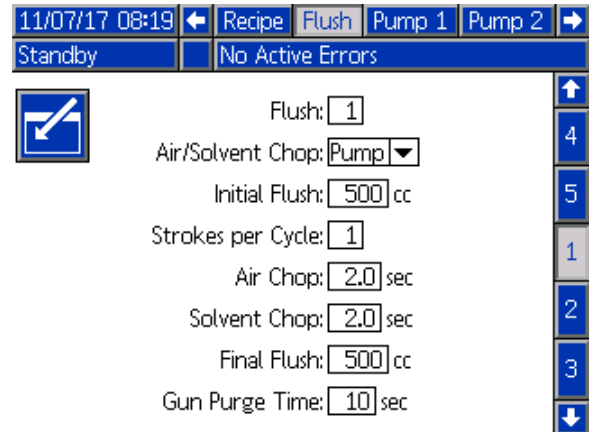 11/07/17 08:19 Recipe Flush Pump 1 Pump 2
Standby No Active Errors
Flush: 1
Air/Solvent Chop: Pump
4
Initial Flush: 500 cc
5
Strokes per Cycle: 1
1
Air Chop: 2.0 sec
Solvent Chop: 2.0 sec
2
Final Flush: 500 cc
3
Gun Purge Time: 10 sec